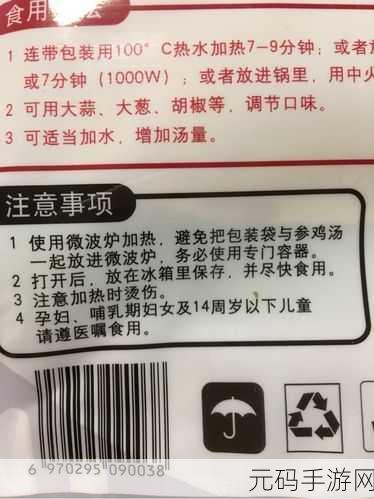 食用
1 连带包装用100°C热水加热7-9分钟；或者放
或7分钟（1000W）；或者放进锅里，用中火
2 可用大蒜、大葱、胡椒等，调节口味。
3 可适当加水，增加汤量。
注意事项
1 使用微波炉加热，避免把包装袋与参鸡汤
一起放进微波炉，务必使用专门容器。
2 打开后，放在冰箱里保存，并尽快食用。
3 注意加热时烫伤。
4 孕妇、哺乳期妇女及14周岁以下儿童
请遵医嘱食用。
6 970295 090038
元码手游网